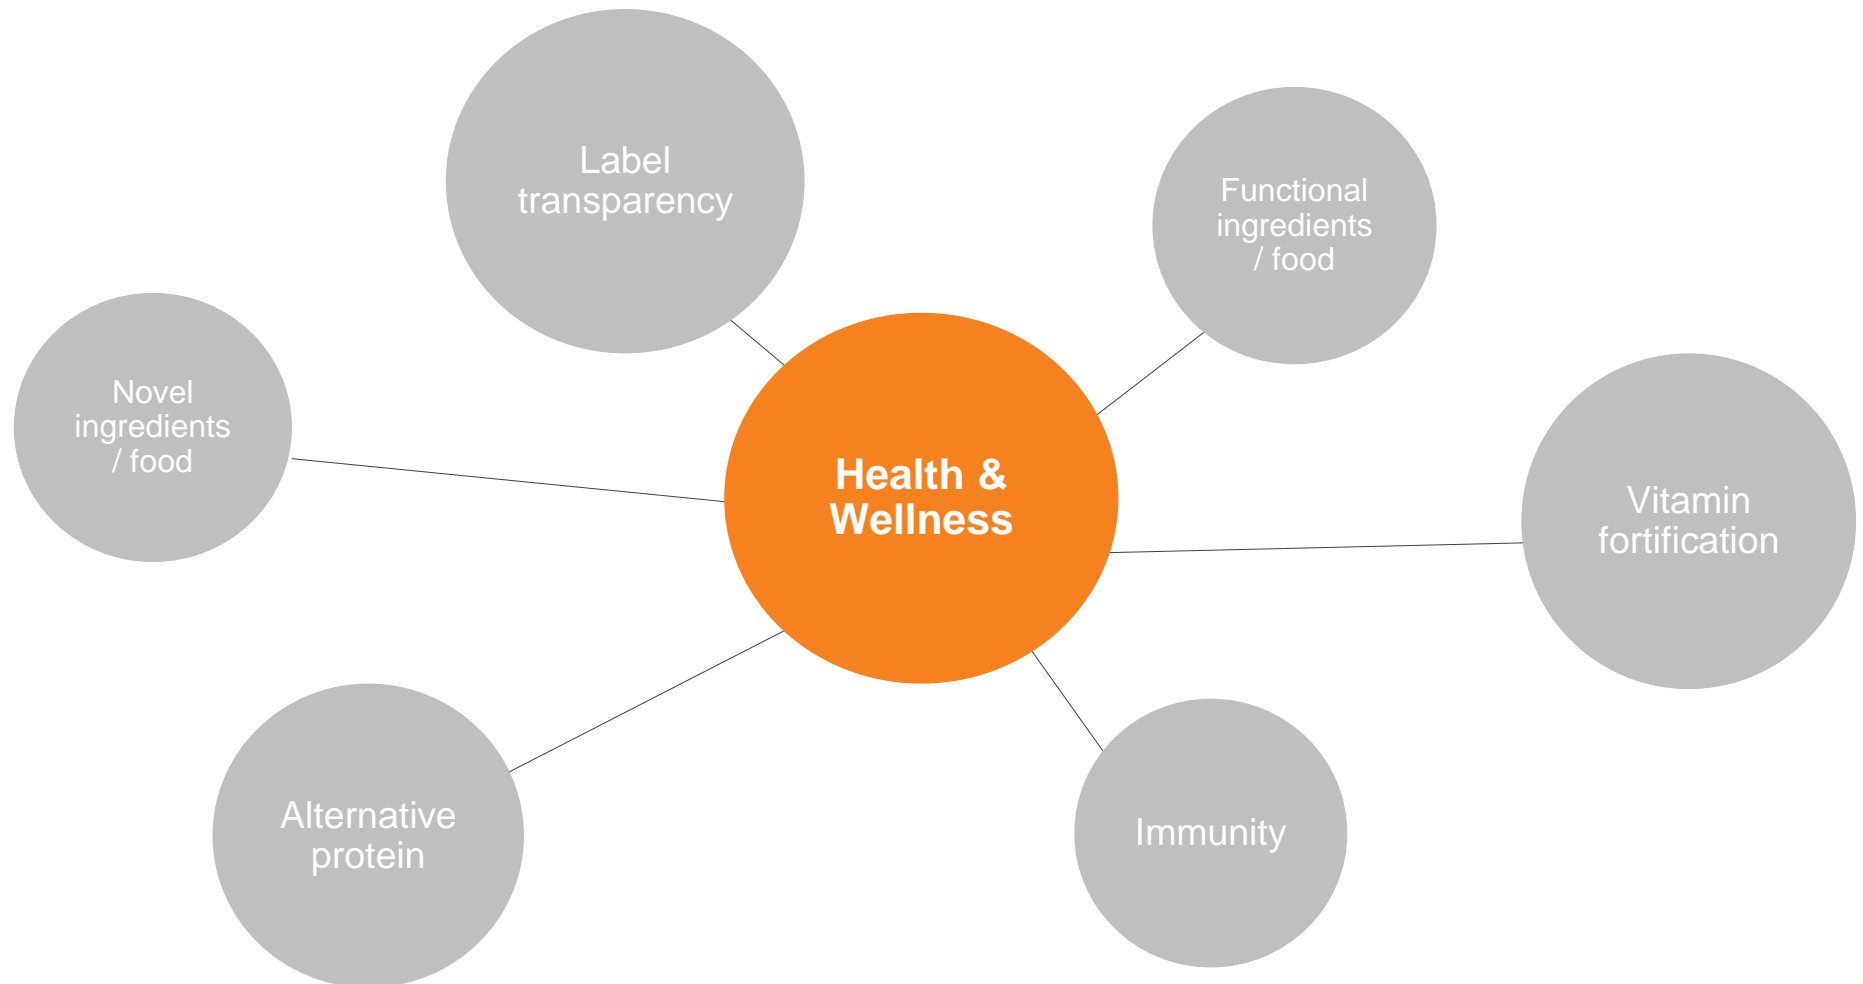 Label
transparency
Functional
ingredients
/ food
Novel
ingredients
/ food
Health &
Wellness
Vitamin
fortification
Alternative
protein
Immunity